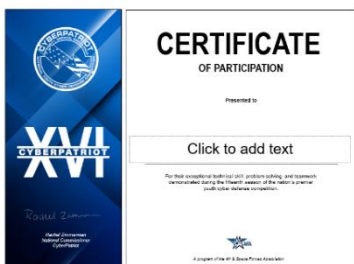 CYBERPATRIOT
XVI
CYBERPATRIOT
Rachel Zimmerman
National Commissioner
CyberPatriot
CERTIFICATE
OF PARTICIPATION
Presented to
Click to add text
For their exceptional technical skill, problem solving, and teamwork
demonstrated during the fifteenth season of the nation's premier
youth cyber defense competition.
A program of the Air & Space Forces Association